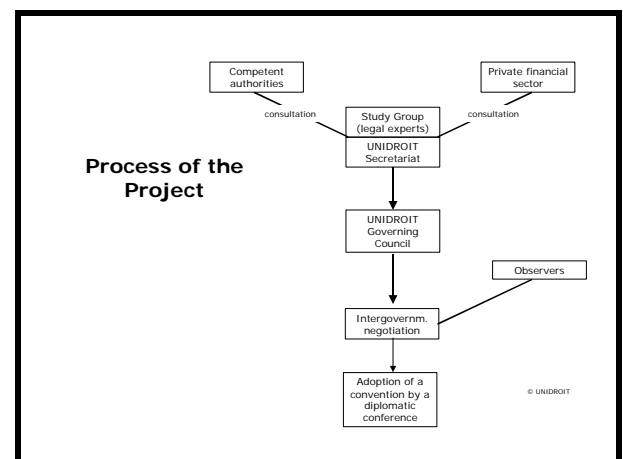 Competent
authorities
Private financial
sector
consultation
consultation
Study Group
(legal experts)
UNIDROIT
Secretariat
Process of the
Project
UNIDROIT
Governing
Council
Observers
Intergovernm.
negotiation
Adoption of a
convention by a
diplomatic
conference
© UNIDROIT